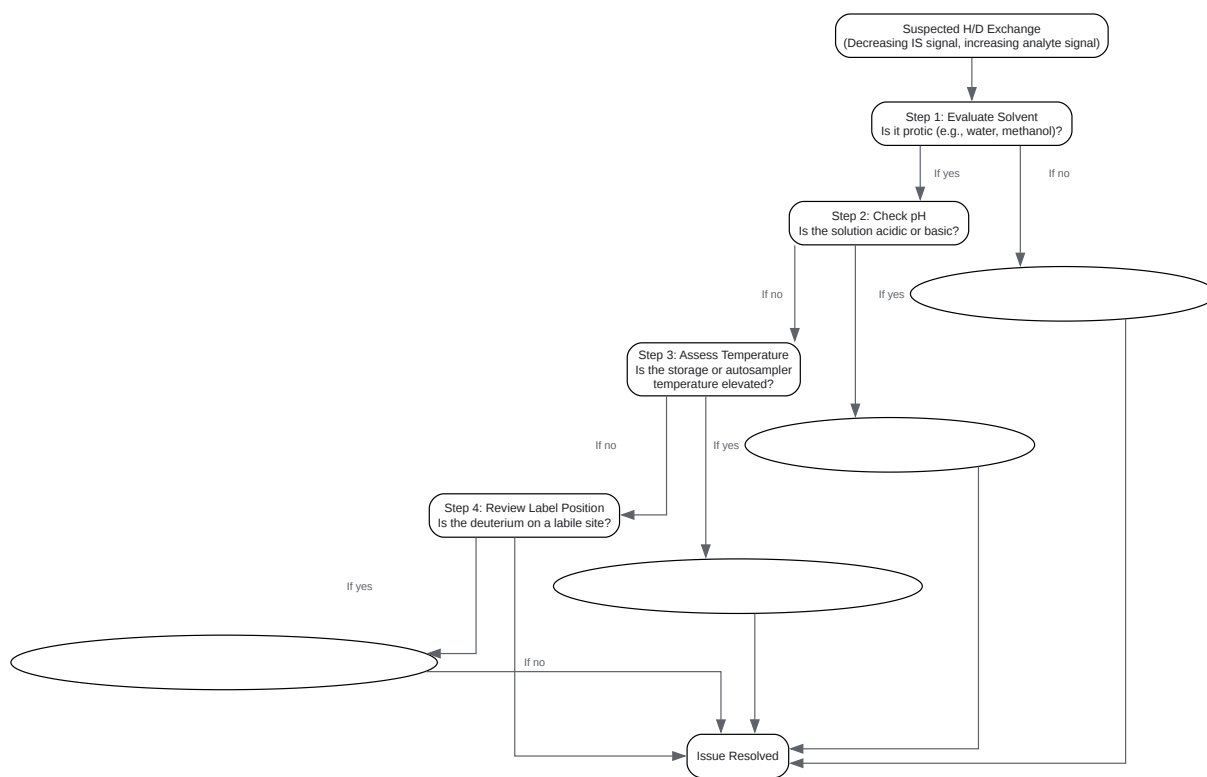 Suspected H/D Exchange
(Decreasing IS signal, increasing analyte signal)
Step 1: Evaluate Solvent
Is it protic (e.g., water, methanol)?
If yes
If no
Step 2: Check pH
Is the solution acidic or basic?
If no
If yes
Step 3: Assess Temperature
Is the storage or autosampler
temperature elevated?
If no
If yes
Step 4: Review Label Position
Is the deuterium on a labile site?
If yes
If no
Issue Resolved